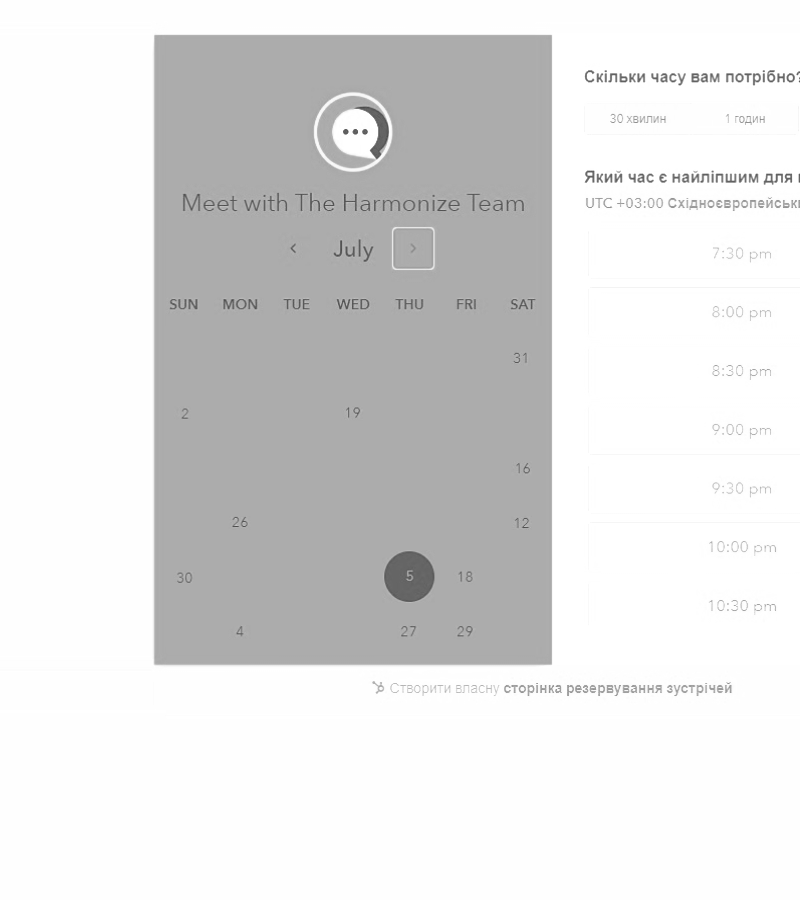 Meet with The Harmonize Team
July
SUN MON TUE WED THU FRI SAT
31
2 19
16
26 12
30 5 18
4 27 29
Скільки часу вам потрібно?
30 хвилин 1 годин
Який час є найліпшим для
UTC +03:00
7:30 pm
8:00 pm
8:30 pm
9:00 pm
9:30 pm
10:00 pm
10:30 pm
Створити власну сторінка резервування зустрічей